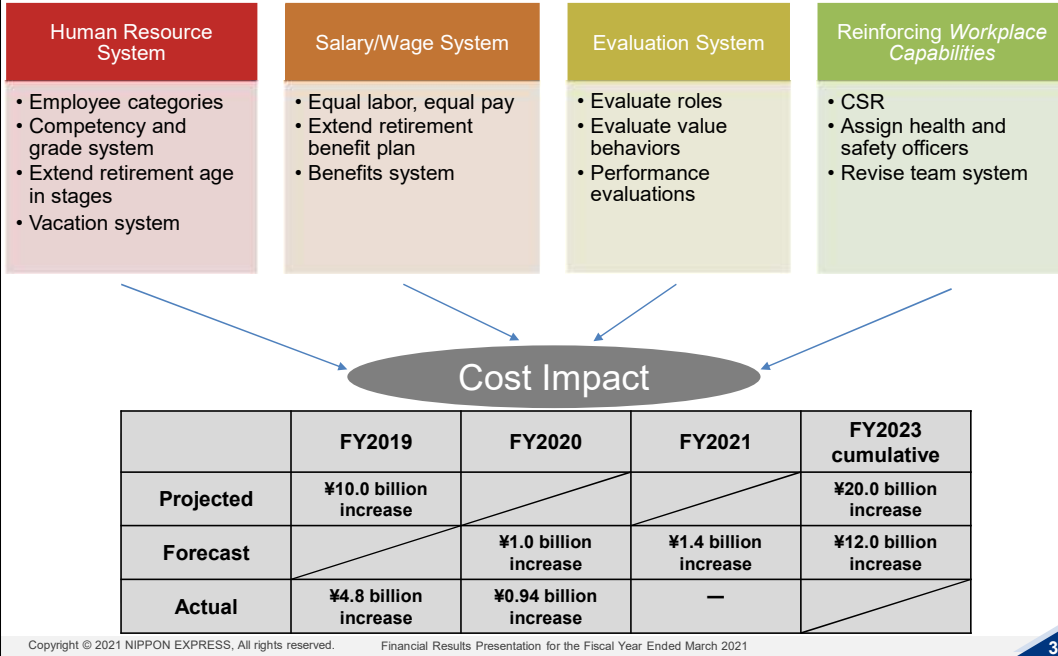 Human Resource
System
Salary/Wage System
Evaluation System
Reinforcing Workplace
Capabilities
• Employee categories
• Competency and
grade system
• Extend retirement age
in stages
• Vacation system
• Equal labor, equal pay
• Extend retirement
benefit plan
• Benefits system
• Evaluate roles
• Evaluate value
behaviors
• Performance
evaluations
• CSR
• Assign health and
safety officers
• Revise team system
Cost Impact
FY2019 FY2020 FY2021 FY2023
cumulative
Projected ¥10.0 billion
increase ¥20.0 billion
increase
Forecast ¥1.0 billion
increase ¥1.4 billion
increase ¥12.0 billion
increase
Actual ¥4.8 billion
increase ¥0.94 billion
increase —
Copyright © 2021 NIPPON EXPRESS, All rights reserved. Financial Results Presentation for the Fiscal Year Ended March 2021